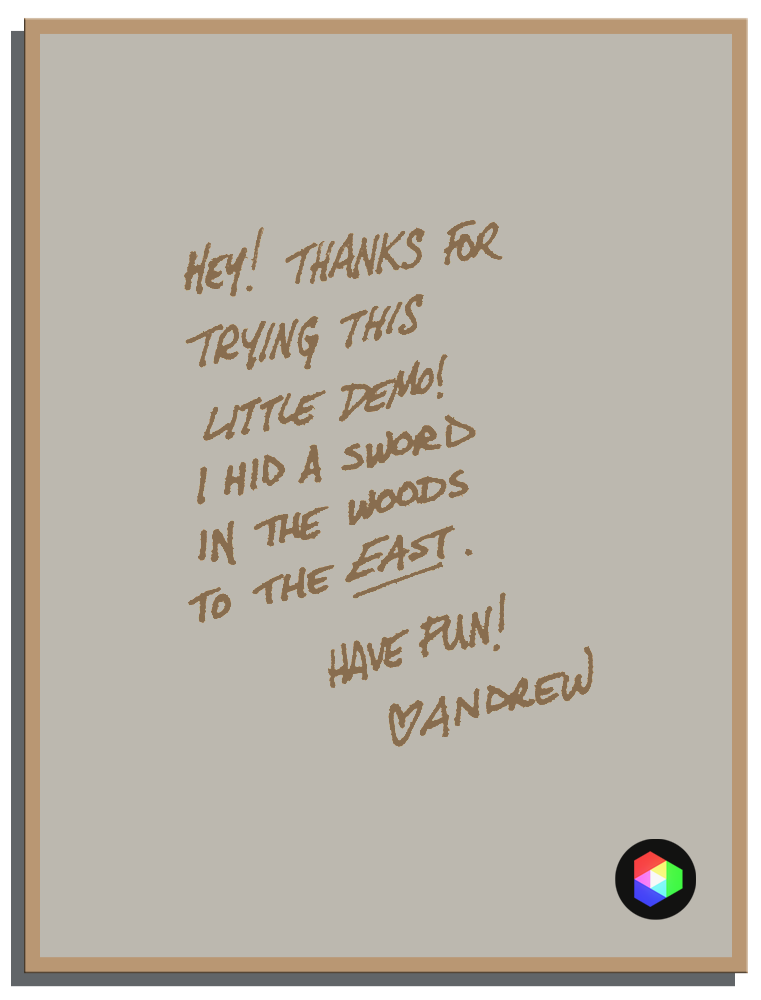 HEY! THANKS FOR
TRYING THIS
LITTLE DEMO!
I HID A SWORD
IN THE WOODS
TO THE EAST.
HAVE FUN!
♡ANDREW